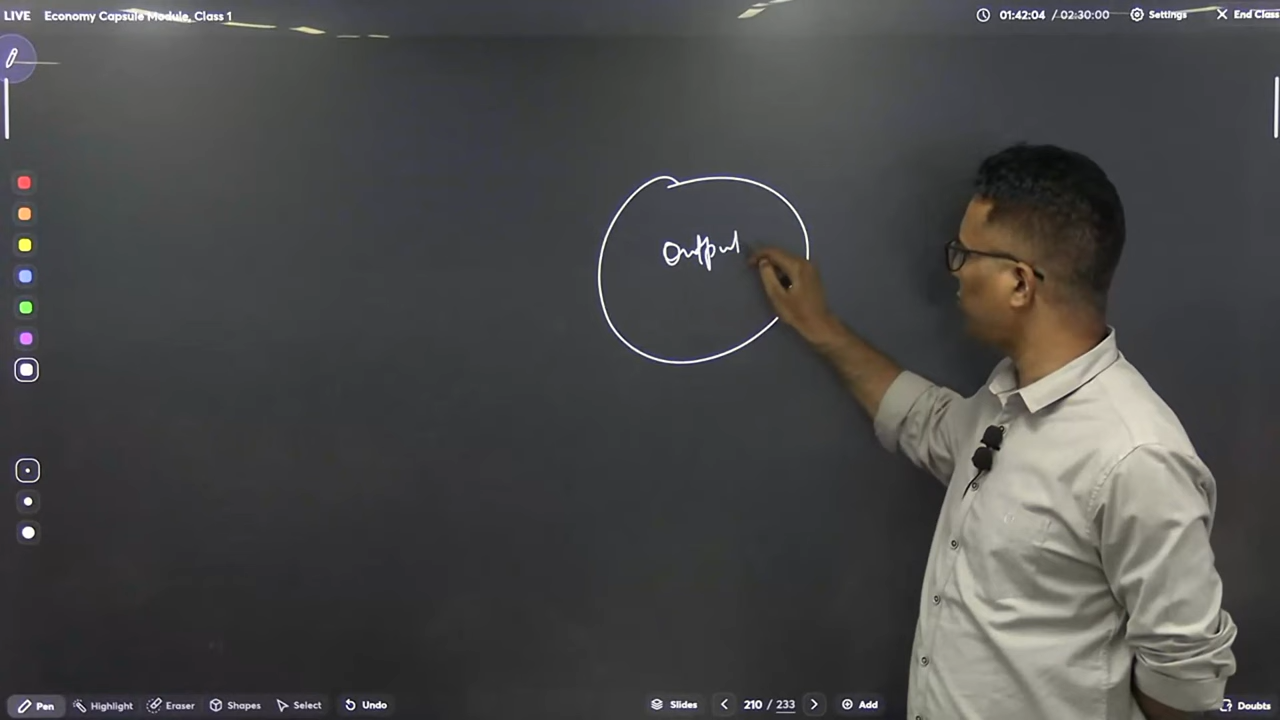 LIVE Economy Capsule Module, Class 1
01:42:04 / 02:30:00 Settings End Class
Output
Pen Highlight Eraser Shapes Select Undo Slides 210 / 233 Add Doubts